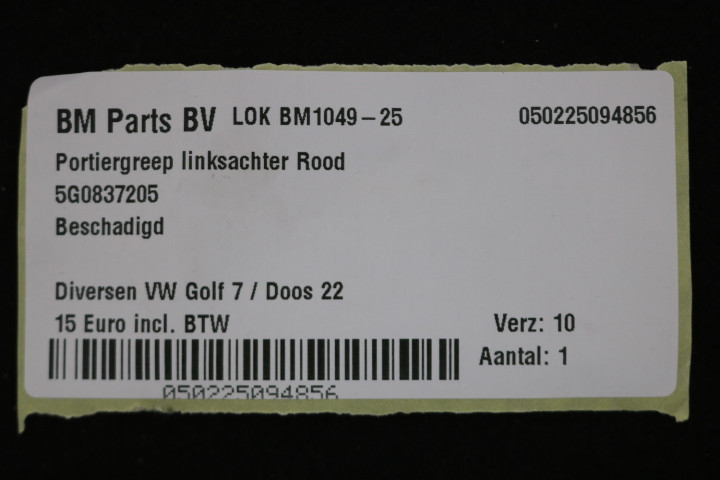 BM Parts BV LOK BM1049-25 050225094856
Portiergreep linksachter Rood
5G0837205
Beschadigd
Diversen VW Golf 7 / Doos 22
15 Euro incl. BTW Verz: 10
Aantal: 1
050225094856